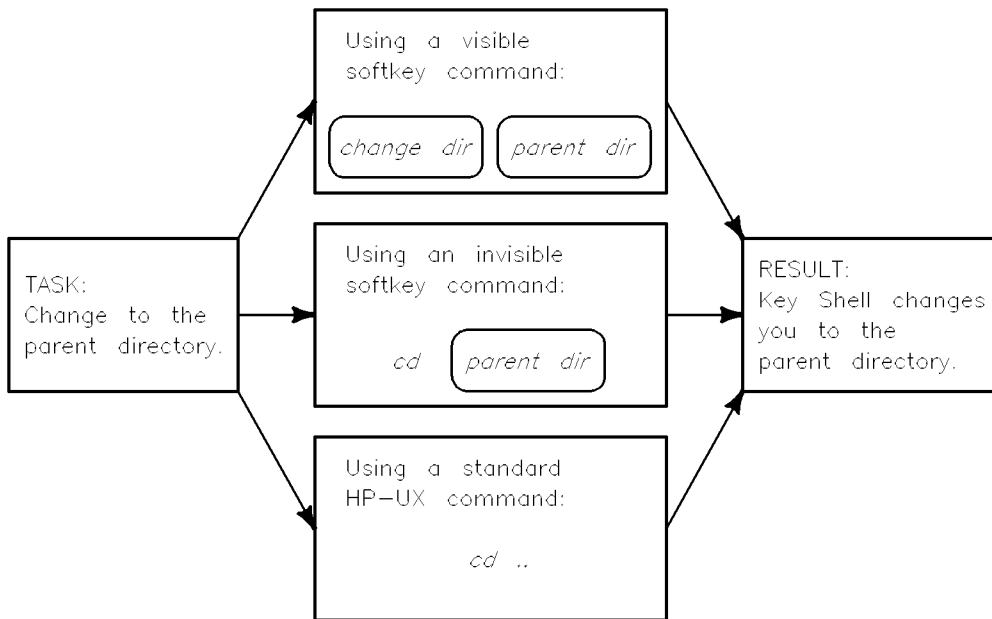 Using a visible
softkey command:
change dir parent dir
TASK:
Change to the
parent directory.
Using an invisible
softkey command:
cd parent dir
RESULT:
Key Shell changes
you to the
parent directory.
Using a standard
HP-UX command:
cd ..